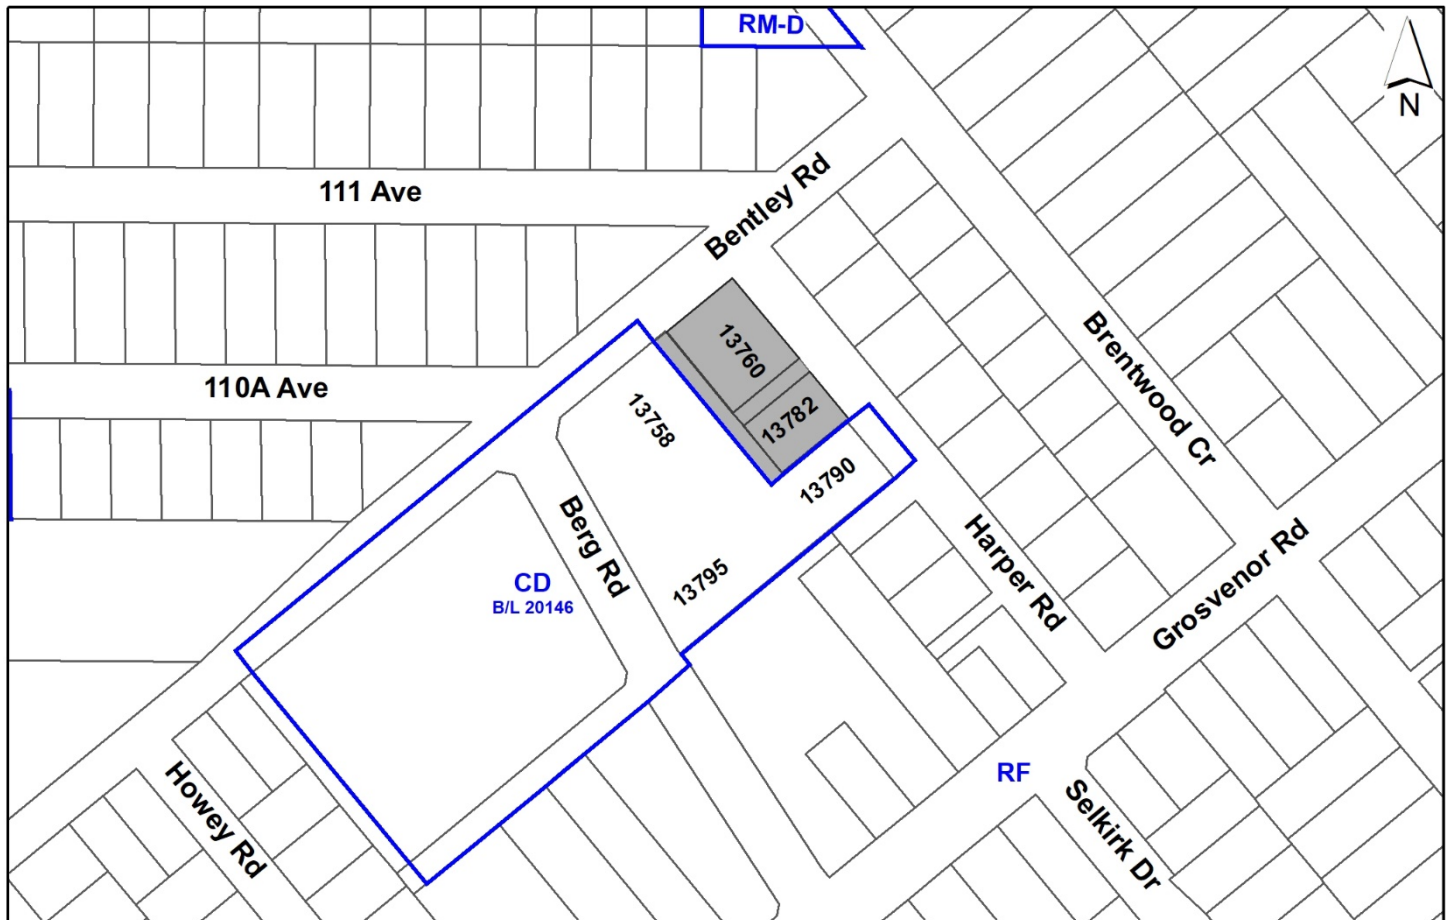 RM-D
N
111 Ave
Bentley Rd
110A Ave
13760
13758
13782
13790
Brentwood Cr
Berg Rd
13795
CD
B/L 20146
Harper Rd
Grosvenor Rd
RF
Howey Rd
Selkirk Dr